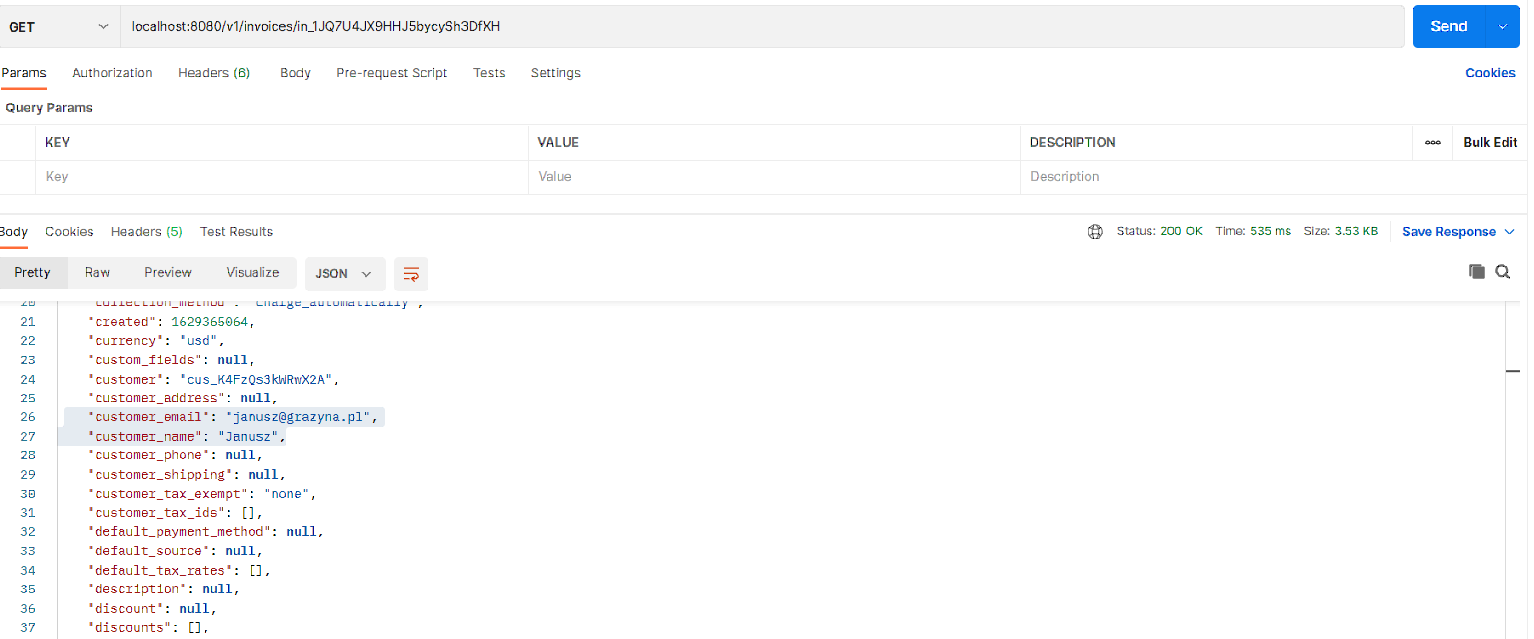 GET localhost:8080/v1/invoices/in_1JQ7U4JX9HHJ5bycySh3DfXH Send
Params Authorization Headers (6) Body Pre-request Script Tests Settings Cookies
Query Params
KEY VALUE DESCRIPTION ooo Bulk Edit
Key Value Description
Body Cookies Headers (5) Test Results Status: 200 OK Time: 535 ms Size: 3.53 KB Save Response
Pretty Raw Preview Visualize JSON
20 "collection_method": "charge_automatically",
21 "created": 1629365064,
22 "currency": "usd",
23 "custom_fields": null,
24 "customer": "cus_K4FzQs3kWRwX2A",
25 "customer_address": null,
26 "customer_email": "janusz@grazyna.pl",
27 "customer_name": "Janusz",
28 "customer_phone": null,
29 "customer_shipping": null,
30 "customer_tax_exempt": "none",
31 "customer_tax_ids": [],
32 "default_payment_method": null,
33 "default_source": null,
34 "default_tax_rates": [],
35 "description": null,
36 "discount": null,
37 "discounts": [],